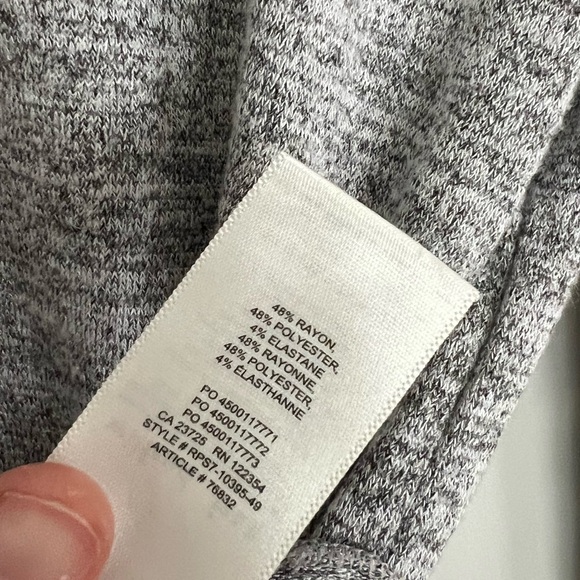 48% RAYON,
48% POLYESTER,
4% ELASTANE
48% RAYONNE
48% POLYESTER,
4% ÉLASTHANNE
PO 4500117771
PO 4500117772
PO 4500117773
CA 23725 RN 122354
STYLE # RPS7-10395-49
ARTICLE # 76832